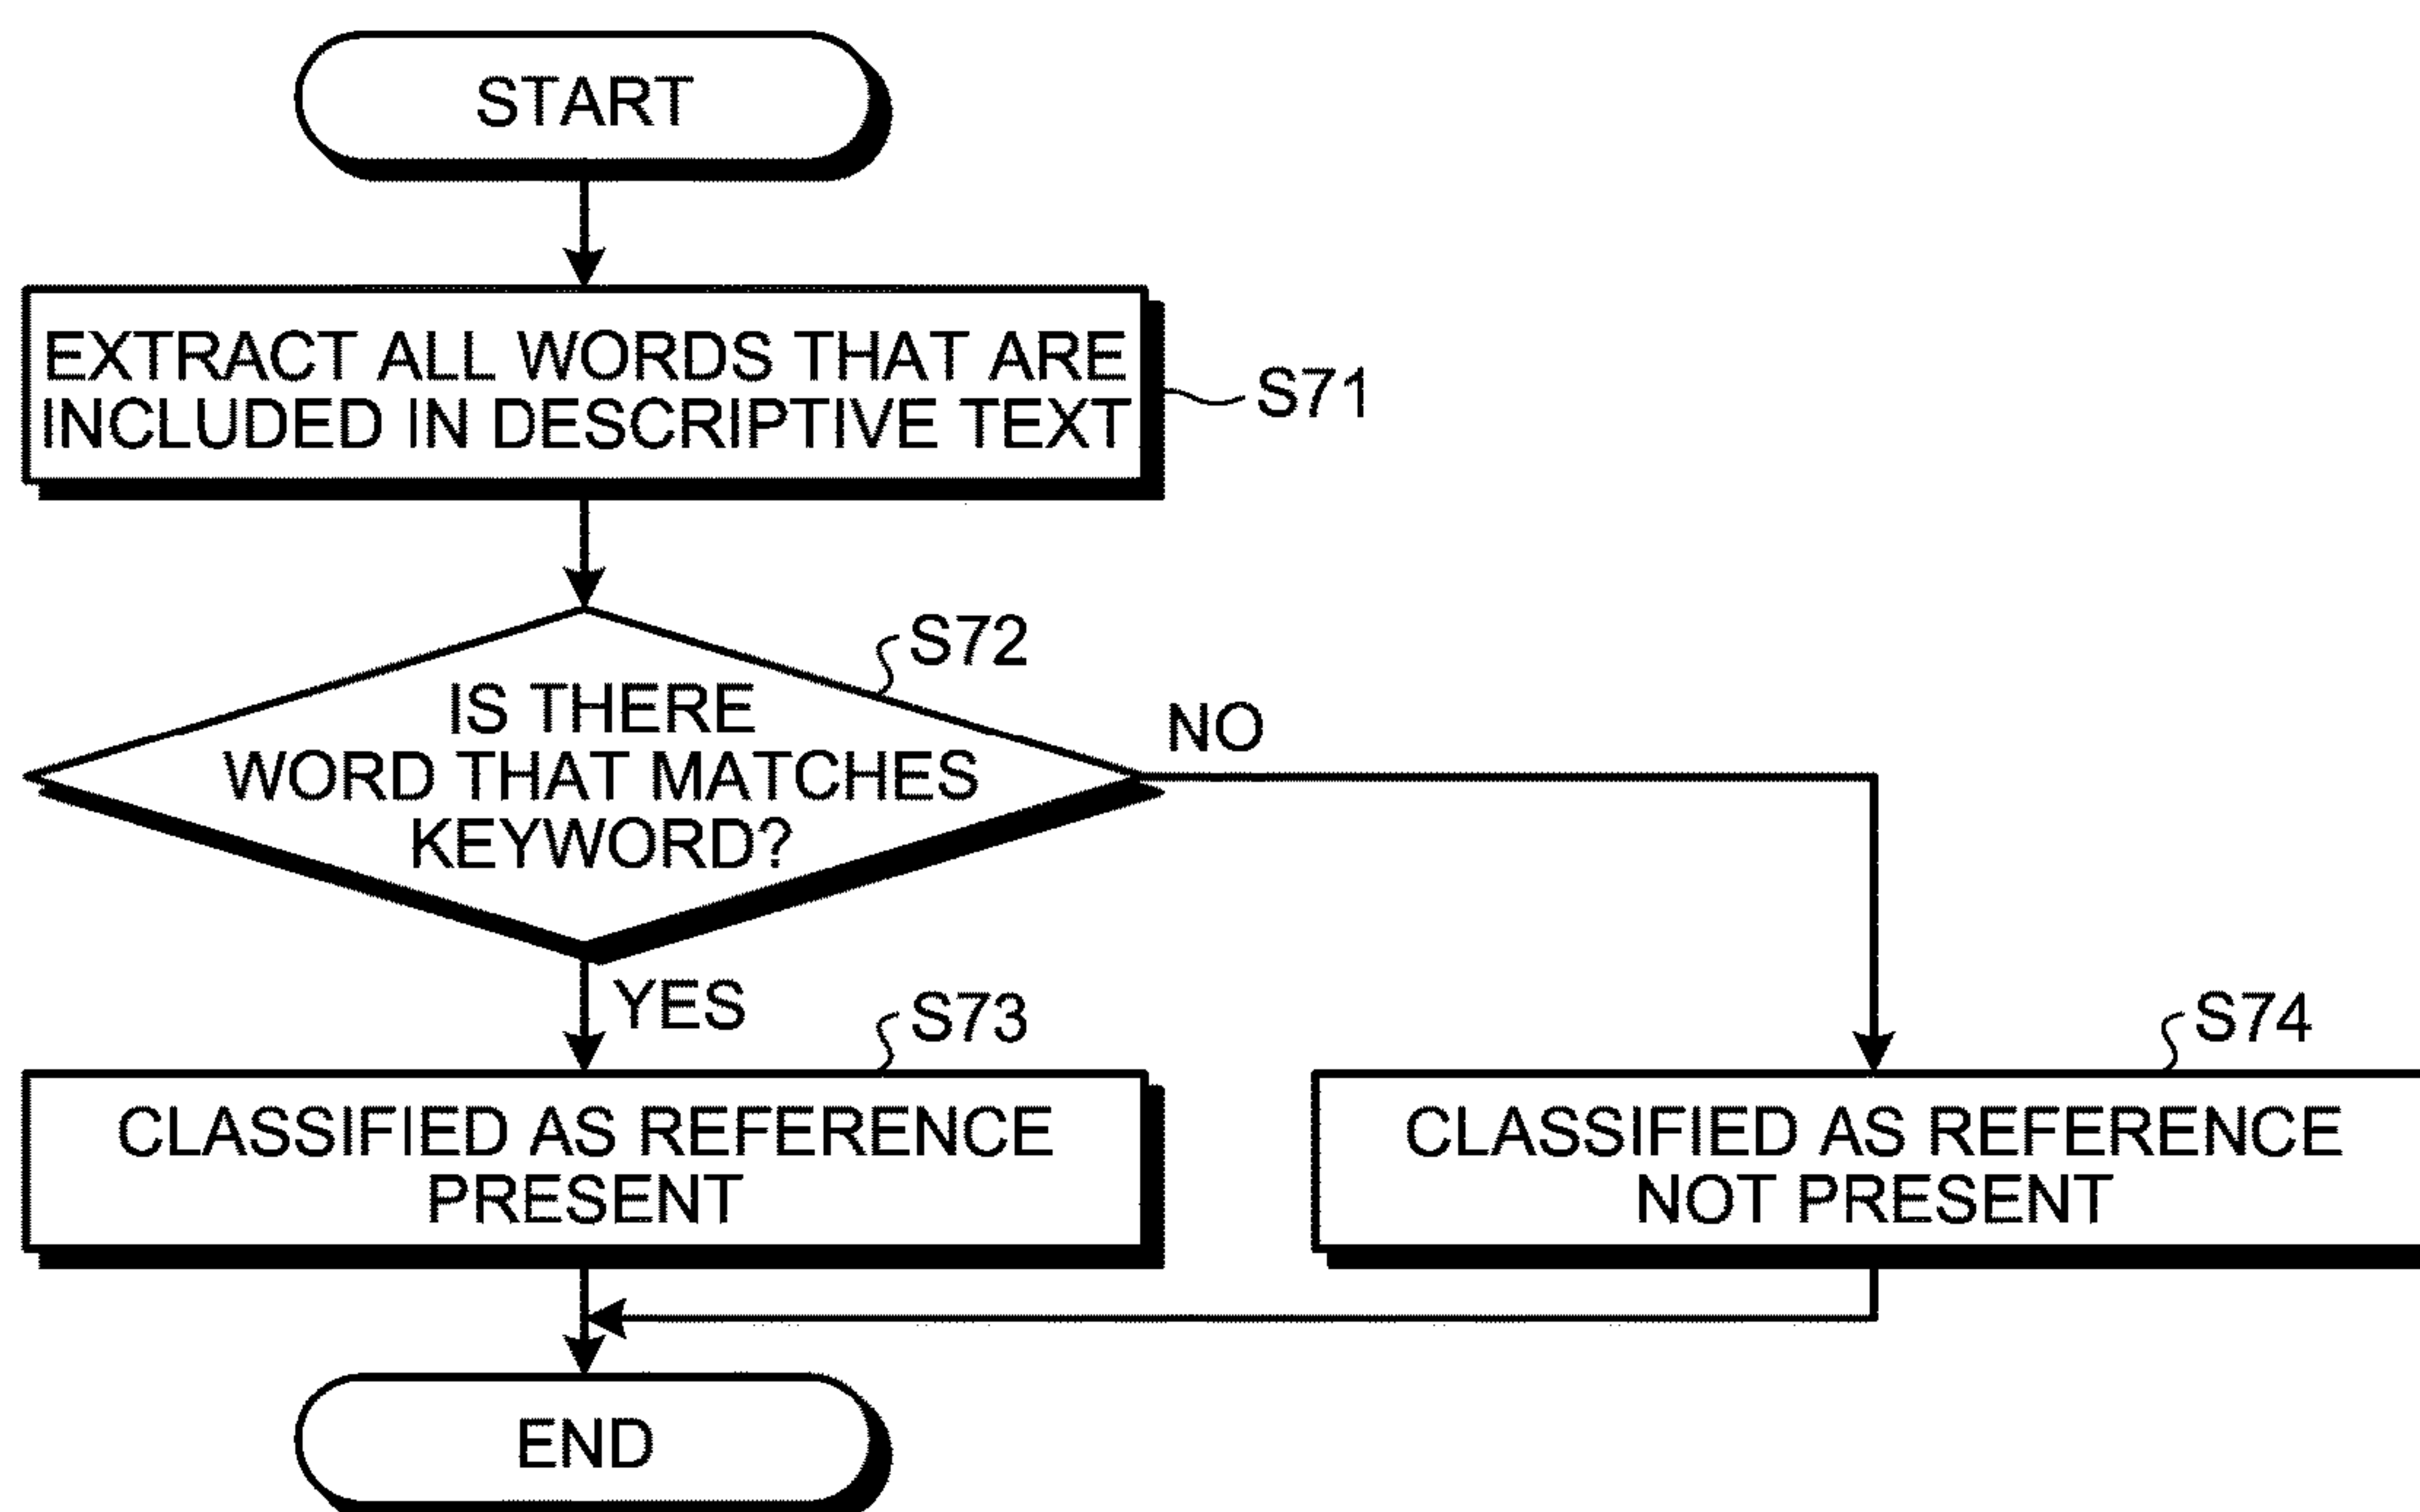 START
EXTRACT ALL WORDS THAT ARE
INCLUDED IN DESCRIPTIVE TEXT
S71
S72
IS THERE
WORD THAT MATCHES
KEYWORD?
NO
YES
S73
CLASSIFIED AS REFERENCE
PRESENT
S74
CLASSIFIED AS REFERENCE
NOT PRESENT
END